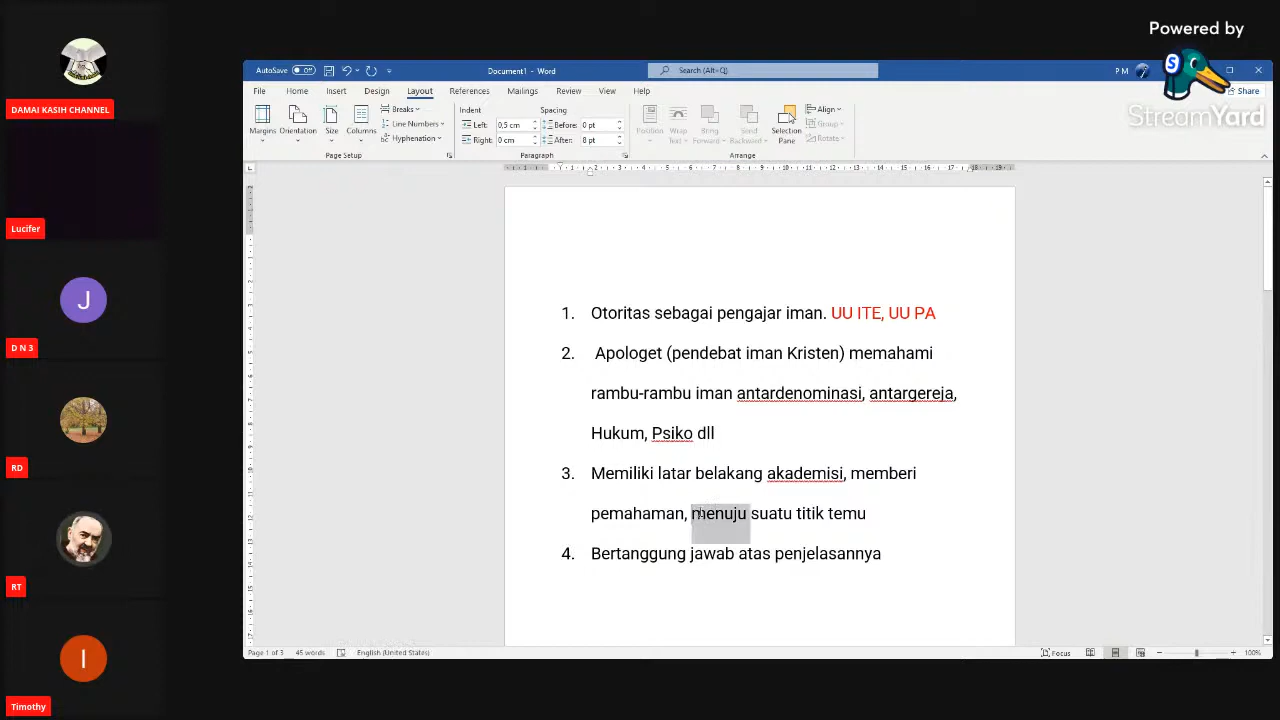 Powered by
StreamYard
DAMAI KASIH CHANNEL
Lucifer
J
D N 3
RD
RT
I
Timothy
AutoSave Off
Document1 - Word
Search (Alt+Q)
P M
File Home Insert Design Layout References Mailings Review View Help
Share
Margins Orientation Size Columns
Breaks
Line Numbers
Hyphenation
Page Setup
Indent Spacing
Left: 0,5 cm Before: 0 pt
Right: 0 cm After: 8 pt
Paragraph
Position Wrap Text Bring Forward Send Backward Selection Pane
Align
Group
Rotate
Arrange
1. Otoritas sebagai pengajar iman. UU ITE, UU PA
2. Apologet (pendebat iman Kristen) memahami
rambu-rambu iman antardenominasi, antargereja,
Hukum, Psiko dll
3. Memiliki latar belakang akademisi, memberi
pemahaman, menuju suatu titik temu
4. Bertanggung jawab atas penjelasannya
Page 1 of 3 45 words English (United States) Focus 100%